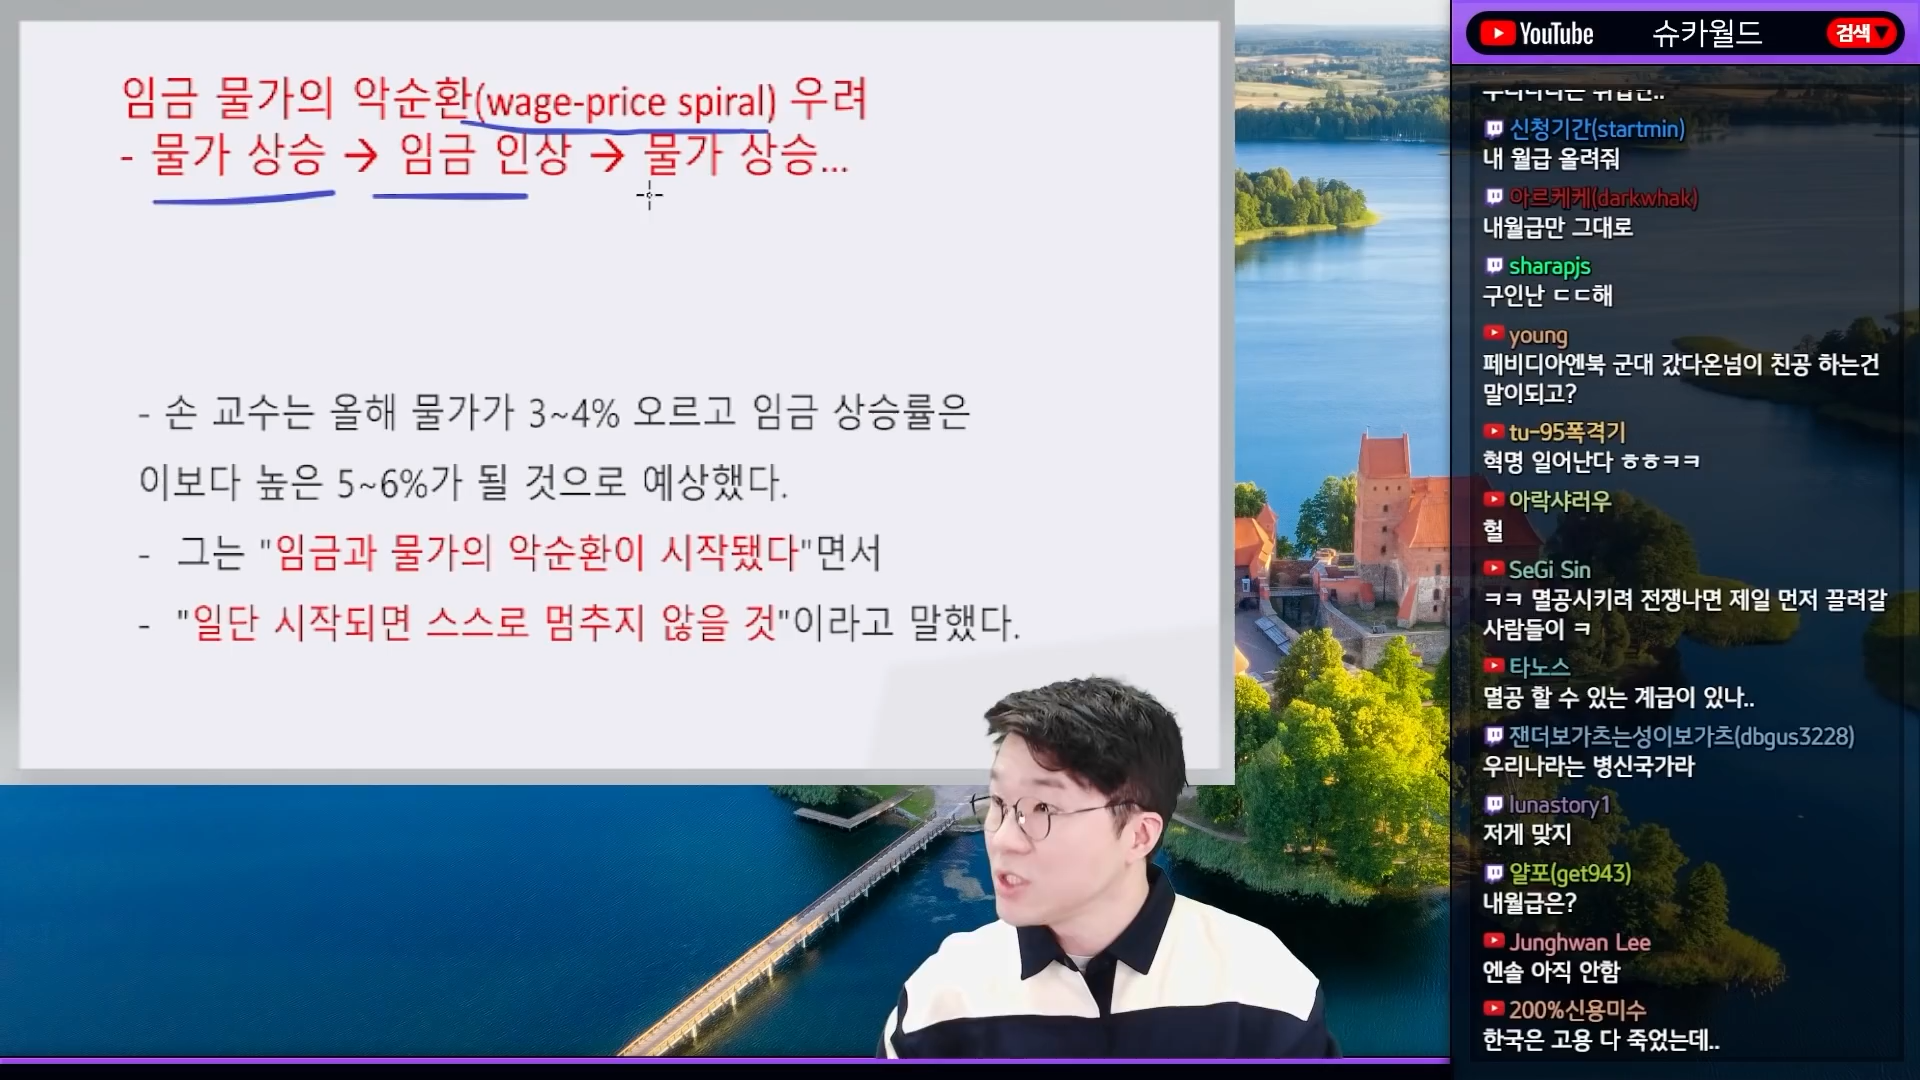 임금 물가의 악순환(wage-price spiral) 우려
- 물가 상승 → 임금 인상 → 물가 상승...
- 손 교수는 올해 물가가 3~4% 오르고 임금 상승률은
이보다 높은 5~6%가 될 것으로 예상했다.
- 그는 "임금과 물가의 악순환이 시작됐다"면서
- "일단 시작되면 스스로 멈추지 않을 것"이라고 말했다.
YouTube 슈카월드 검색▼
신청기간(startmin)
내 월급 올려줘
아르케케(darkwhak)
내월급만 그대로
sharapjs
구인난 ㄷㄷ해
young
페비디아엔북 군대 갔다온넘이 친공 하는건
말이되고?
tu-95폭격기
혁명 일어난다 ㅎㅎㅋㅋ
아락샤러우
헐
SeGi Sin
ㅋㅋ 멸공시키려 전쟁나면 제일 먼저 끌려갈
사람들이 ㅋ
타노스
멸공 할 수 있는 계급이 있나..
잰더보가츠는성이보가츠(dbgus3228)
우리나라는 병신국가라
lunastory1
저게 맞지
얄포(get943)
내월급은?
Junghwan Lee
엔솔 아직 안함
200%신용미수
한국은 고용 다 죽었는데..